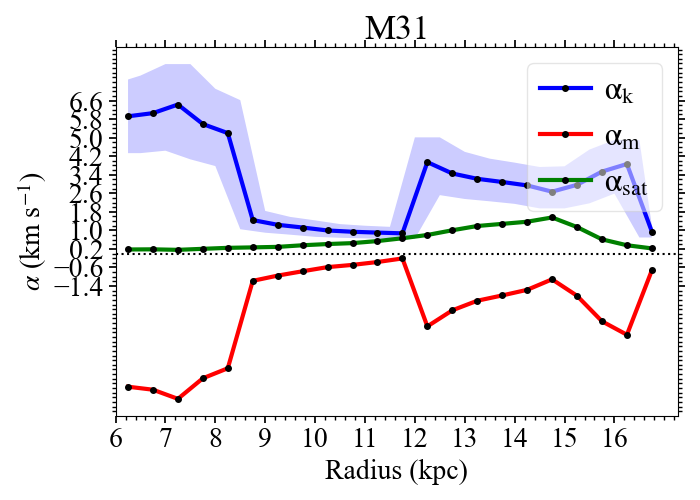 M31
α (km s⁻¹)
6.6
5.8
5.0
4.2
3.4
2.6
1.8
1.0
0.2
−0.2
−0.6
−1.4
αk
αm
αsat
6 7 8 9 10 11 12 13 14 15 16
Radius (kpc)